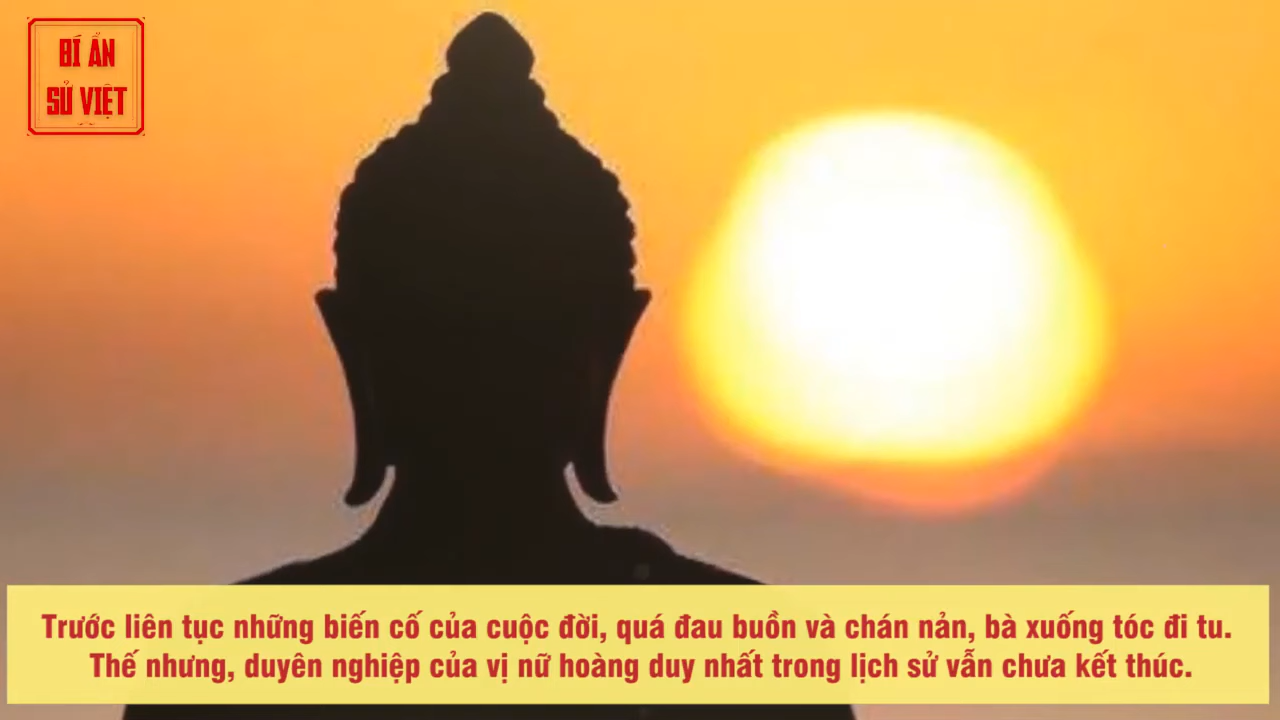 BÍ ẨN
SỬ VIỆT
Trước liên tục những biến cố của cuộc đời, quá đau buồn và chán nản, bà xuống tóc đi tu.
Thế nhưng, duyên nghiệp của vị nữ hoàng duy nhất trong lịch sử vẫn chưa kết thúc.